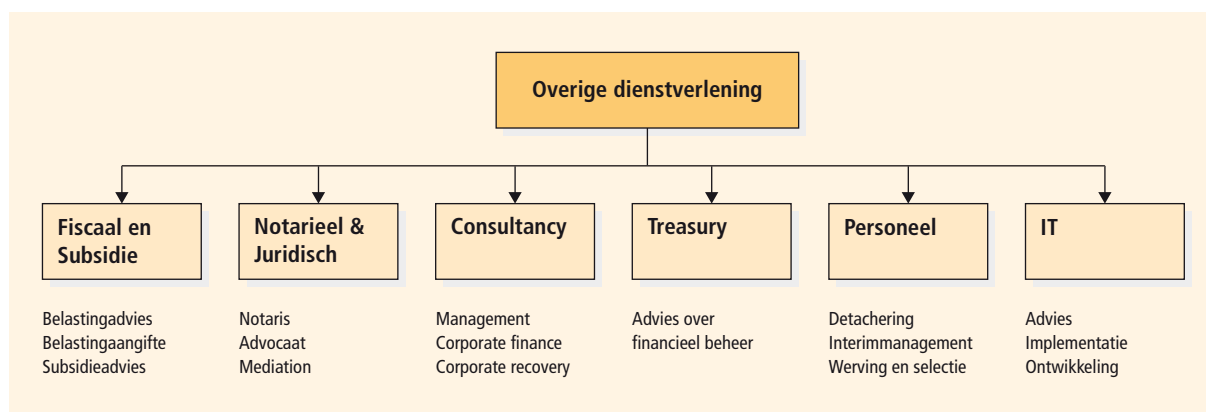 Overige dienstverlening
Fiscaal en
Subsidie
Belastingadvies
Belastingaangifte
Subsidieadvies
Notarieel &
Juridisch
Notaris
Advocaat
Mediation
Consultancy
Management
Corporate finance
Corporate recovery
Treasury
Advies over
financieel beheer
Personeel
Detachering
Interimmanagement
Werving en selectie
IT
Advies
Implementatie
Ontwikkeling